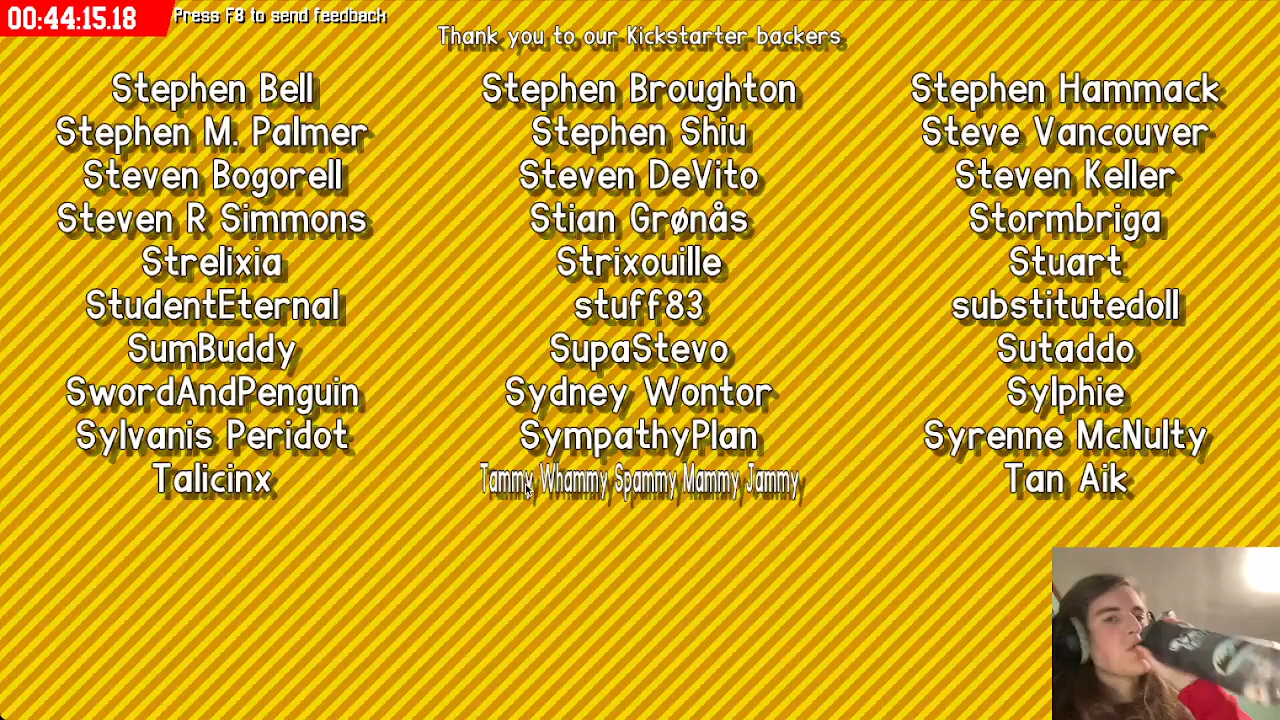 00:44:15.18
Press F8 to send feedback
Thank you to our Kickstarter backers
Stephen Bell Stephen Broughton Stephen Hammack
Stephen M. Palmer Stephen Shiu Steve Vancouver
Steven Bogorell Steven DeVito Steven Keller
Steven R Simmons Stian Grønås Stormbriga
Strelixia Strixouille Stuart
StudentEternal stuff83 substitutedoll
SumBuddy SupaStevo Sutaddo
SwordAndPenguin Sydney Wontor Sylphie
Sylvanis Peridot SympathyPlan Syrenne McNulty
Talicinx Tammy Whammy Spammy Mammy Jammy Tan Aik